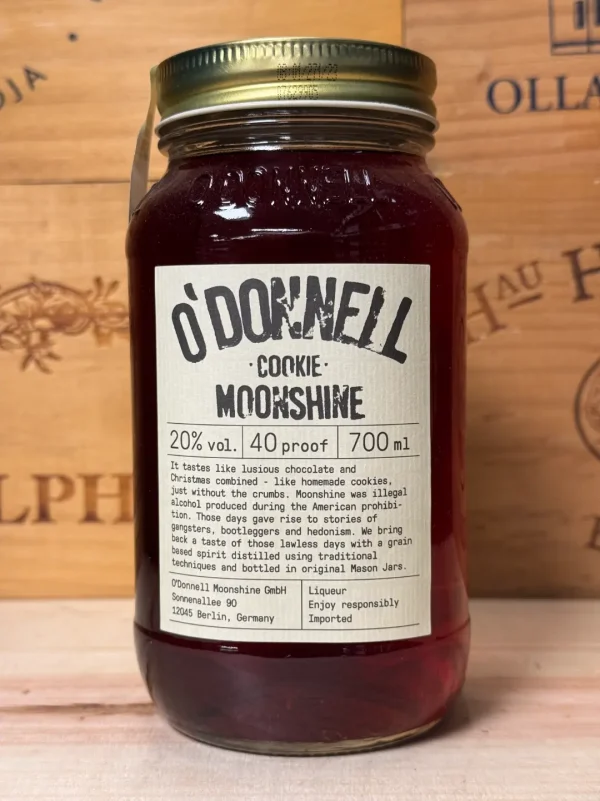 O'DONNELL
O'DONNELL
·COOKIE·
MOONSHINE
20% vol. 40 proof 700 ml
It tastes like lusious chocolate and
Christmas combined - like homemade cookies,
just without the crumbs. Moonshine was illegal
alcohol produced during the American prohibi-
tion. Those days gave rise to stories of
gangsters, bootleggers and hedonism. We bring
back a taste of those lawless days with a grain
based spirit distilled using traditional
techniques and bottled in original Mason Jars.
O'Donnell Moonshine GmbH
Sonnenallee 90
12045 Berlin, Germany
Liqueur
Enjoy responsibly
Imported
OLLA
HAU H
LPH